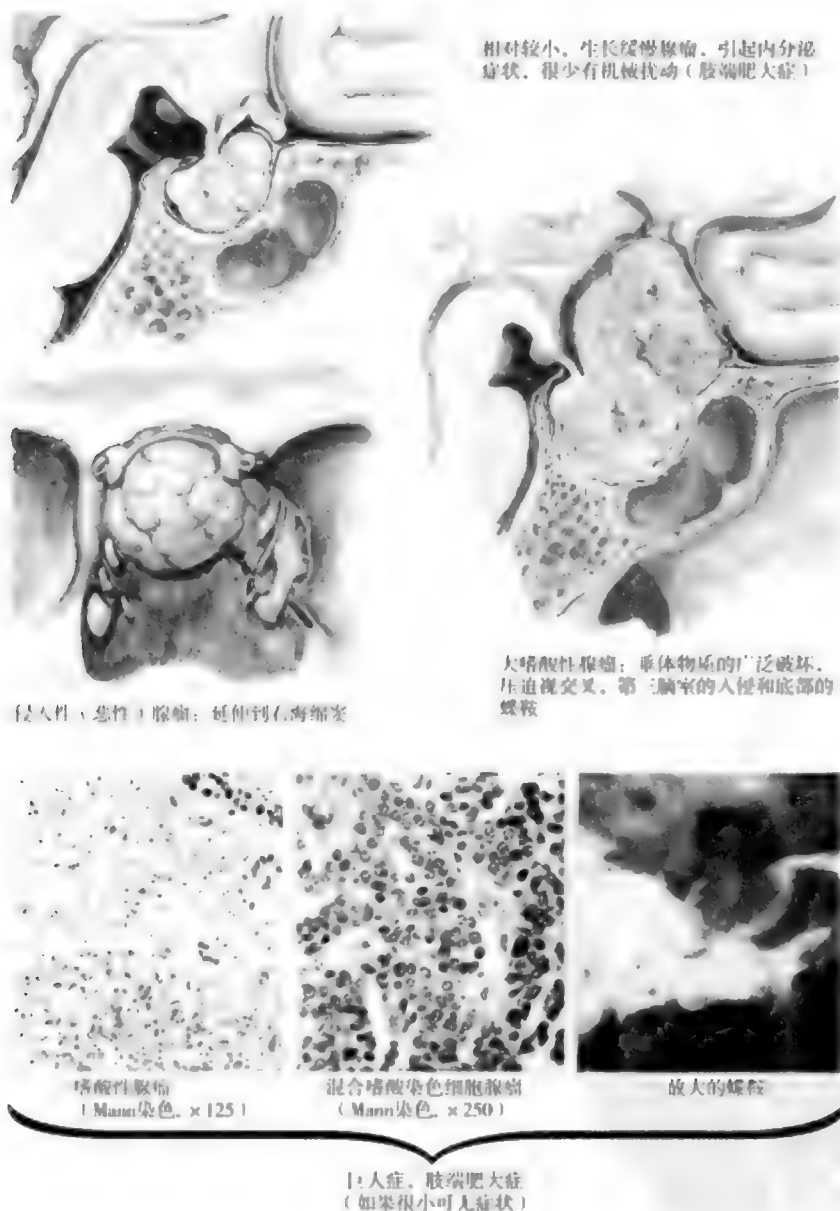 相对较小、生长缓慢腺瘤，引起内分泌
症状，很少有机械扰动（肢端肥大症）
大嗜酸性腺瘤：垂体物质的广泛破坏，
压迫视交叉，第三脑室的入侵和底部的
蝶鞍
侵入性（恶性）腺瘤；延伸到右海绵窦
嗜酸性腺瘤
（Mann染色，×125）
混合嗜酸染色细胞腺瘤
（Mann染色，×250）
放大的蝶鞍
巨人症，肢端肥大症
（如果很小可无症状）